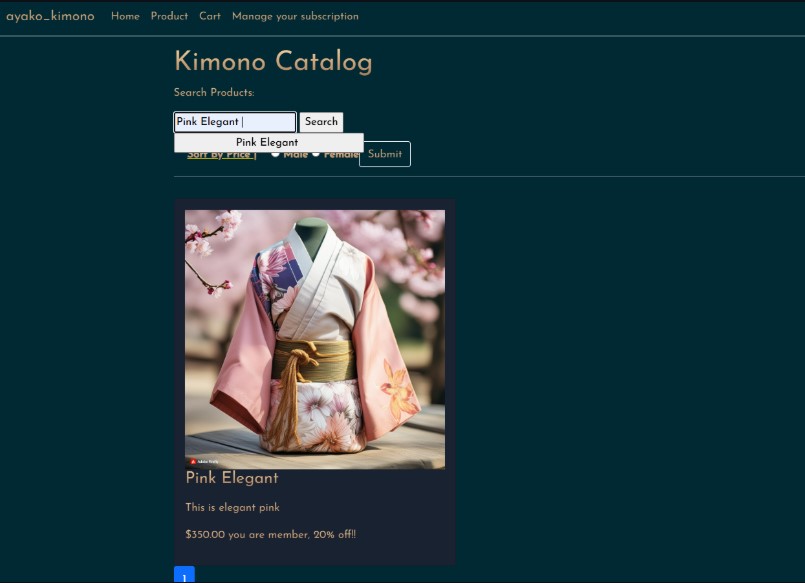 ayako_kimono Home Product Cart Manage your subscription
Kimono Catalog
Search Products:
Pink Elegant Search
Pink Elegant
Sort by Price | Male Female Submit
Pink Elegant
This is elegant pink
$350.00 you are member, 20% off!!
1